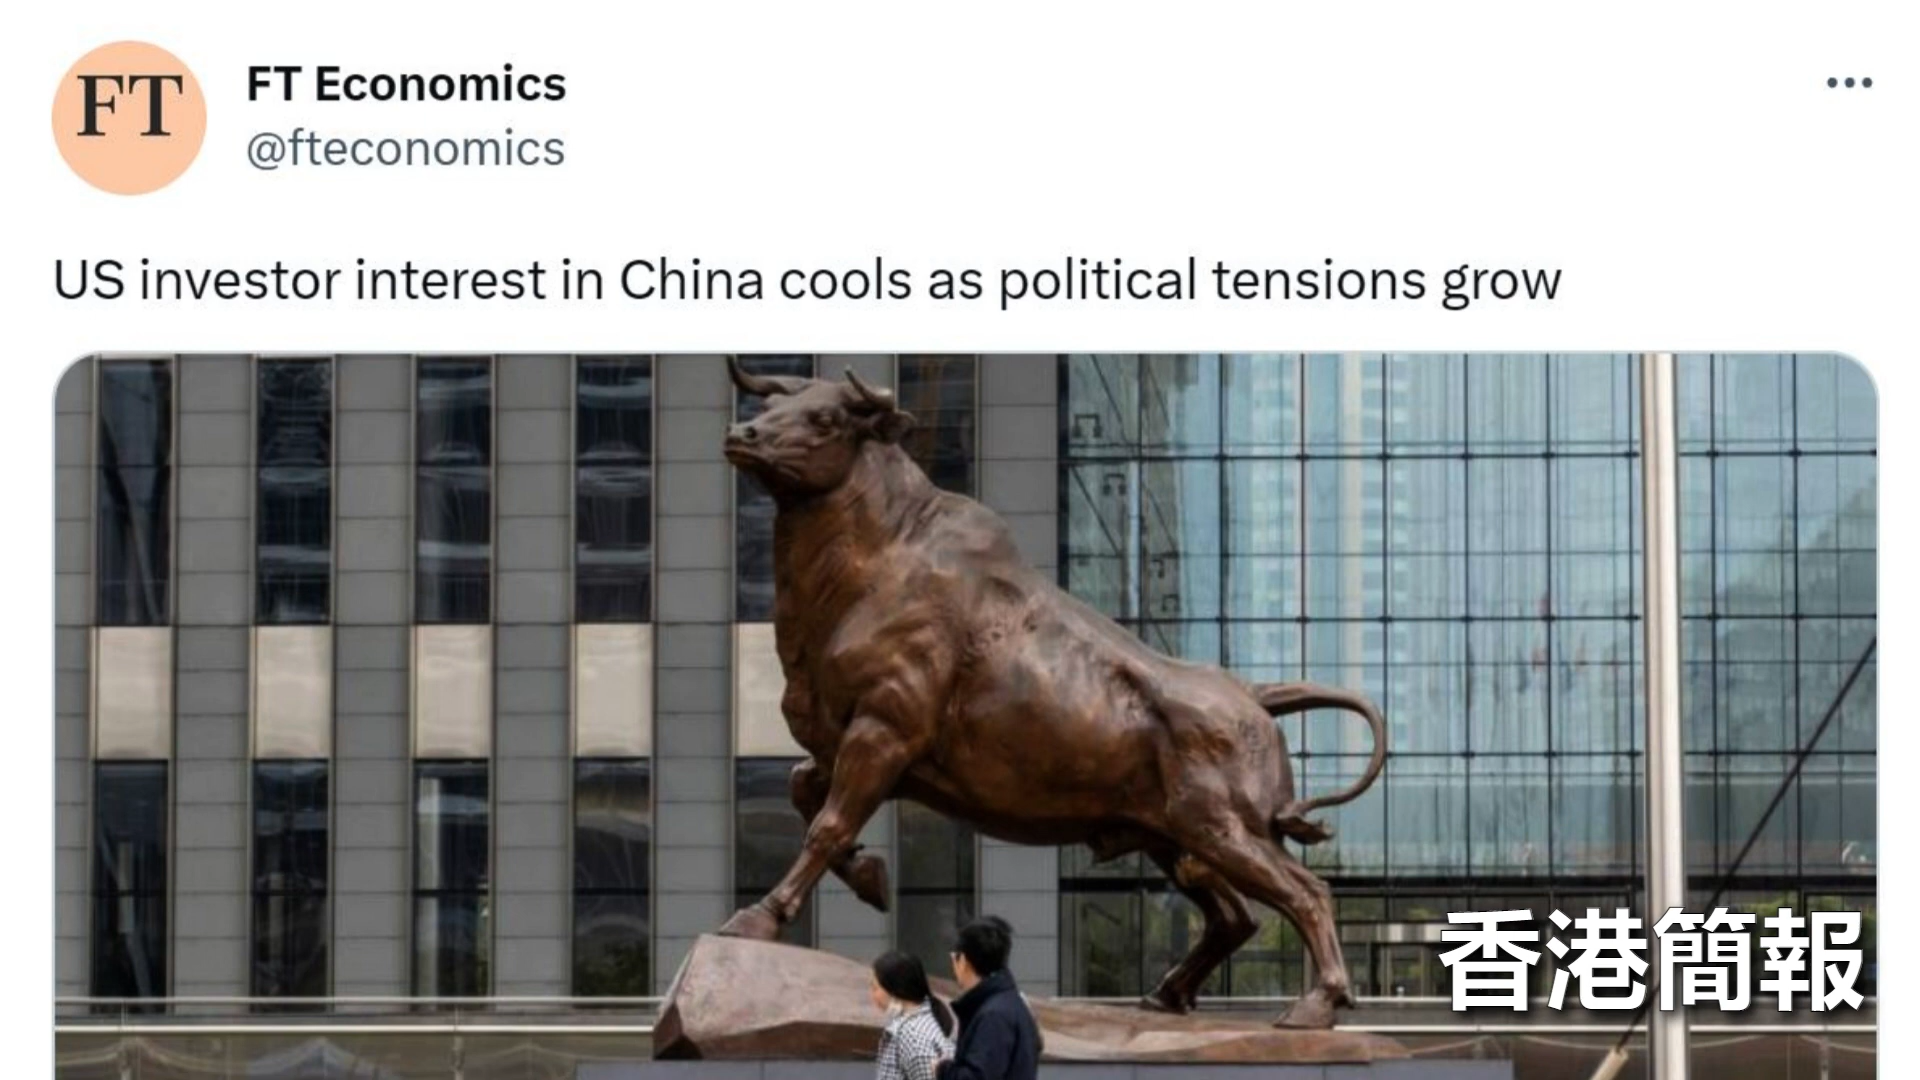 FT
FT Economics
@fteconomics
US investor interest in China cools as political tensions grow
香港簡報